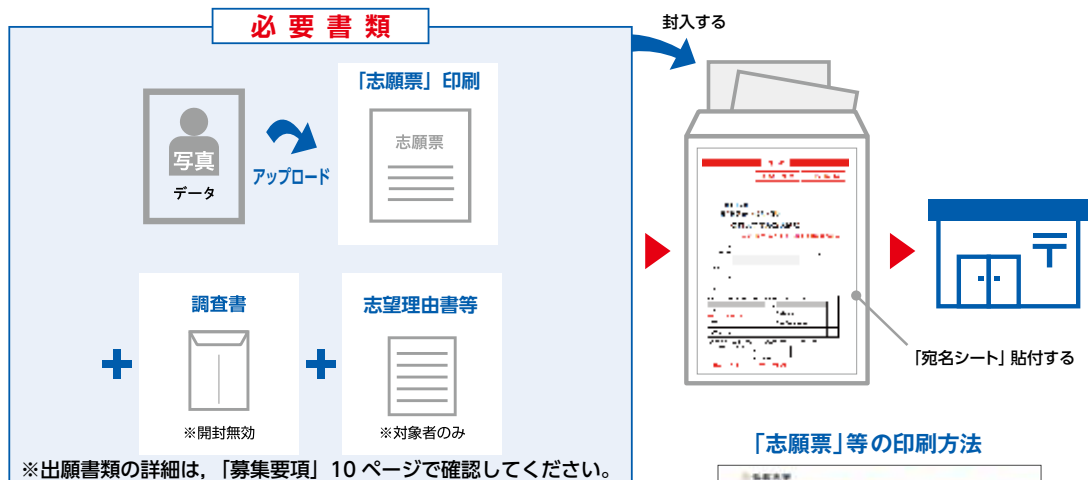 必要書類
封入する
「志願票」印刷
志願票
写真
データ
アップロード
調査書
※開封無効
志望理由書等
※対象者のみ
※出願書類の詳細は，「募集要項」10 ページで確認してください。
〒
「宛名シート」貼付する
「志願票」等の印刷方法